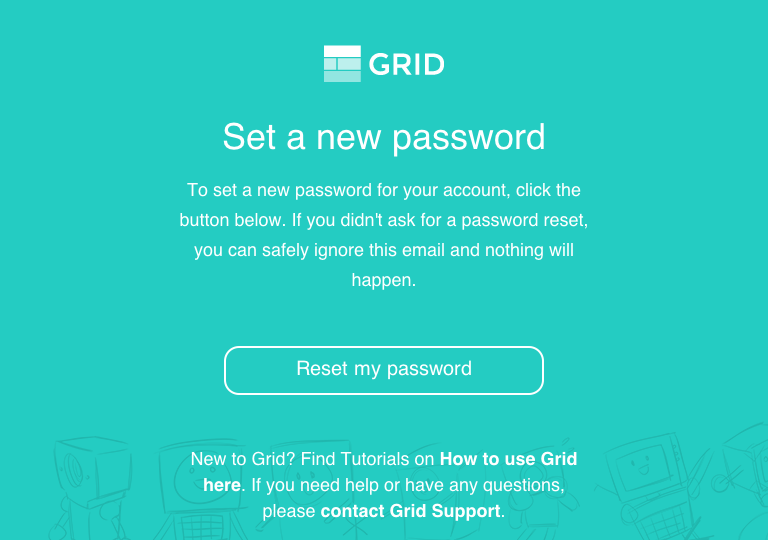 GRID
Set a new password
To set a new password for your account, click the
button below. If you didn't ask for a password reset,
you can safely ignore this email and nothing will
happen.
Reset my password
New to Grid? Find Tutorials on How to use Grid
here. If you need help or have any questions,
please contact Grid Support.